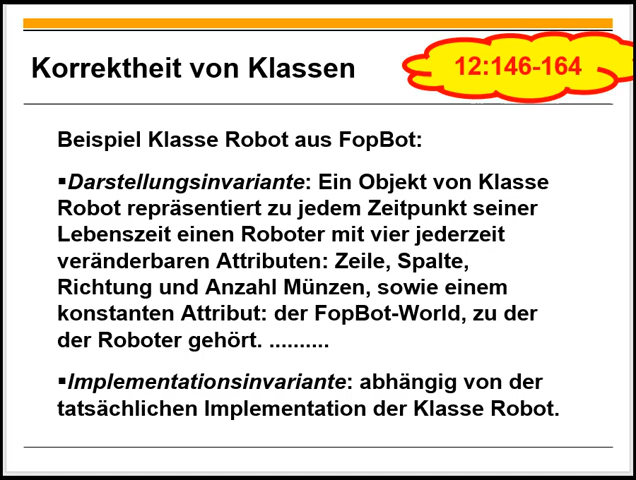 Korrektheit von Klassen
12:146-164
Beispiel Klasse Robot aus FopBot:
▪Darstellungsinvariante: Ein Objekt von Klasse
Robot repräsentiert zu jedem Zeitpunkt seiner
Lebenszeit einen Roboter mit vier jederzeit
veränderbaren Attributen: Zeile, Spalte,
Richtung und Anzahl Münzen, sowie einem
konstanten Attribut: der FopBot-World, zu der
der Roboter gehört. ..........
▪Implementationsinvariante: abhängig von der
tatsächlichen Implementation der Klasse Robot.